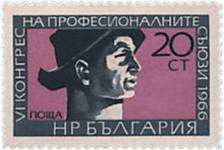 VI КОНГРЕС
НА ПРОФЕСИОНАЛНИТЕ
СЪЮЗИ 1966
20
СТ
ПОЩА
НР БЪЛГАРИЯ